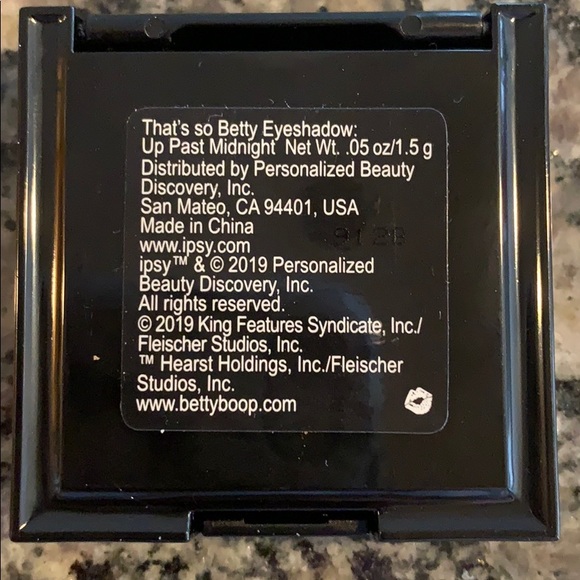 That's so Betty Eyeshadow:
Up Past Midnight Net Wt. .05 oz/1.5 g
Distributed by Personalized Beauty
Discovery, Inc.
San Mateo, CA 94401, USA
Made in China
www.ipsy.com
ipsy™ & © 2019 Personalized
Beauty Discovery, Inc.
All rights reserved.
© 2019 King Features Syndicate, Inc./
Fleischer Studios, Inc.
™ Hearst Holdings, Inc./Fleischer
Studios, Inc.
www.bettyboop.com